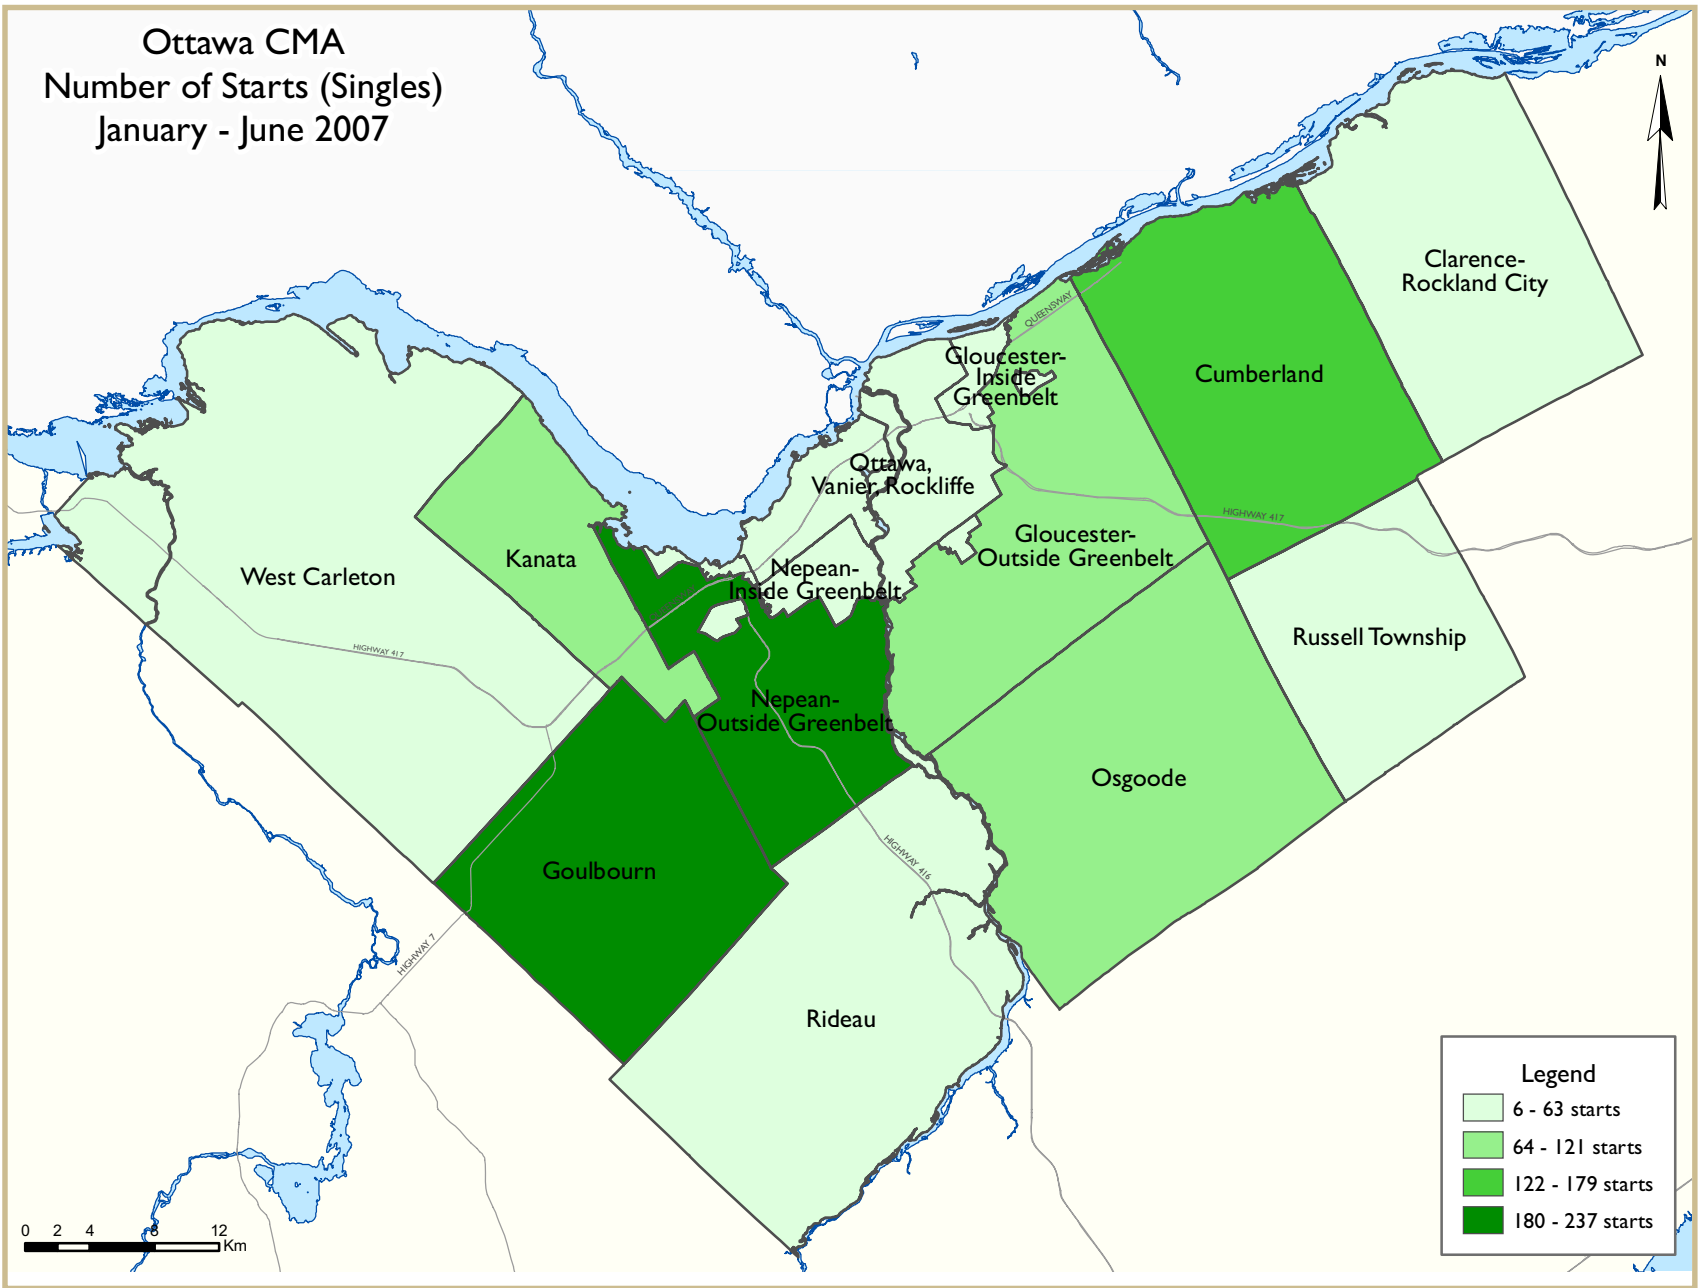 Ottawa CMA
Number of Starts (Singles)
January - June 2007
N
Clarence-
Rockland City
QUEENSWAY
Gloucester-
Inside
Greenbelt
Cumberland
Ottawa,
Vanier, Rockliffe
HIGHWAY 417
Gloucester-
Outside Greenbelt
Kanata
West Carleton
Nepean-
Inside Greenbelt
Russell Township
HIGHWAY 417
Nepean-
Outside Greenbelt
Osgoode
Goulbourn
HIGHWAY 416
HIGHWAY 7
Rideau
Legend
6 - 63 starts
64 - 121 starts
122 - 179 starts
180 - 237 starts
0 2 4 8 12
Km